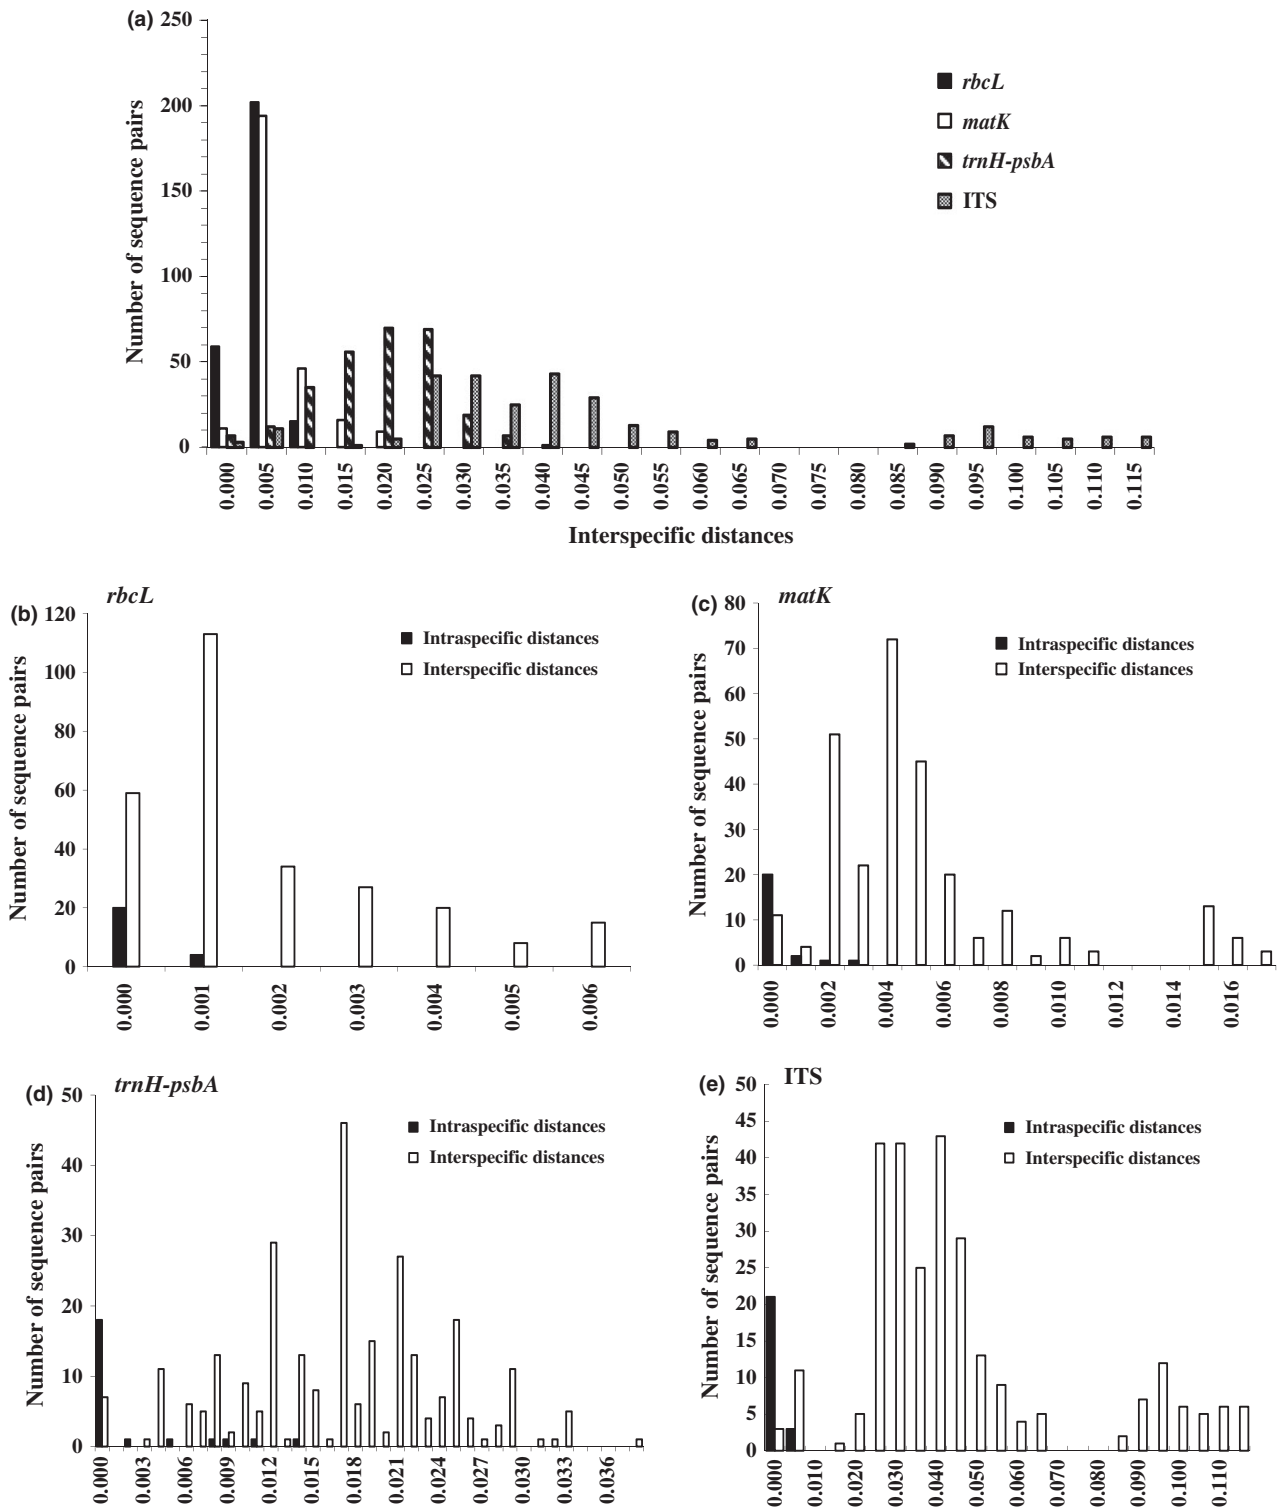 (a)
250
200
150
100
50
0
Number of sequence pairs
rbcL
matK
trnH-psbA
ITS
0.000 0.005 0.010 0.015 0.020 0.025 0.030 0.035 0.040 0.045 0.050 0.055 0.060 0.065 0.070 0.075 0.080 0.085 0.090 0.095 0.100 0.105 0.110 0.115
Interspecific distances
(b)
rbcL
120
100
80
60
40
20
0
Number of sequence pairs
Intraspecific distances
Interspecific distances
0.000 0.001 0.002 0.003 0.004 0.005 0.006
(c)
matK
80
70
60
50
40
30
20
10
0
Number of sequence pairs
Intraspecific distances
Interspecific distances
0.000 0.002 0.004 0.006 0.008 0.010 0.012 0.014 0.016
(d)
trnH-psbA
50
40
30
20
10
0
Number of sequence pairs
Intraspecific distances
Interspecific distances
0.000 0.003 0.006 0.009 0.012 0.015 0.018 0.021 0.024 0.027 0.030 0.033 0.036
(e)
ITS
50
45
40
35
30
25
20
15
10
5
0
Number of sequence pairs
Intraspecific distances
Interspecific distances
0.000 0.010 0.020 0.030 0.040 0.050 0.060 0.070 0.080 0.090 0.100 0.110